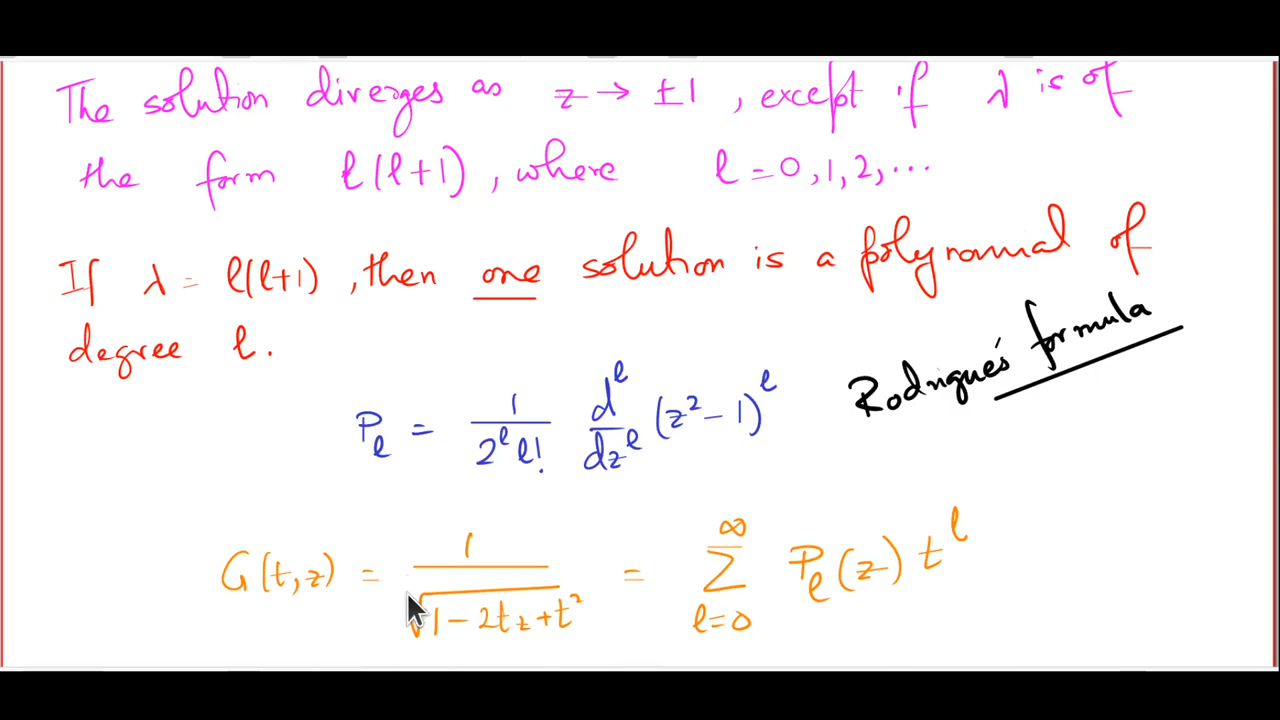 The solution diverges as z → ±1, except if λ is of
the form l(l+1), where l = 0, 1, 2, ...
If λ = l(l+1), then one solution is a polynomial of
degree l.
Rodrigue's formula
P_l = 1/(2^l l!) d^l/dz^l (z² – 1)^l
G(t, z) = 1/√(1 – 2tz + t²) = ∑_{l=0}^{∞} P_l(z) t^l